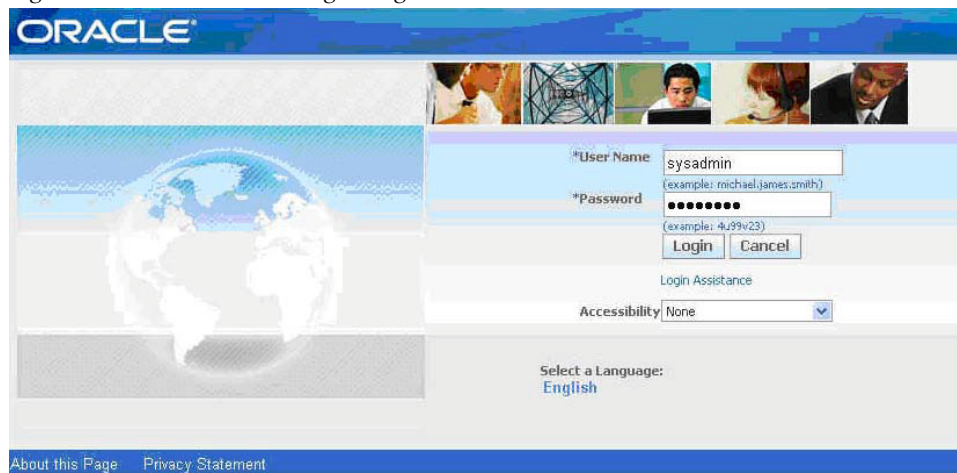 ORACLE
*User Name
sysadmin
(example: michael.james.smith)
*Password
●●●●●●●●
(example: 4u99v23)
Login Cancel
Login Assistance
Accessibility None
Select a Language:
English
About this Page Privacy Statement